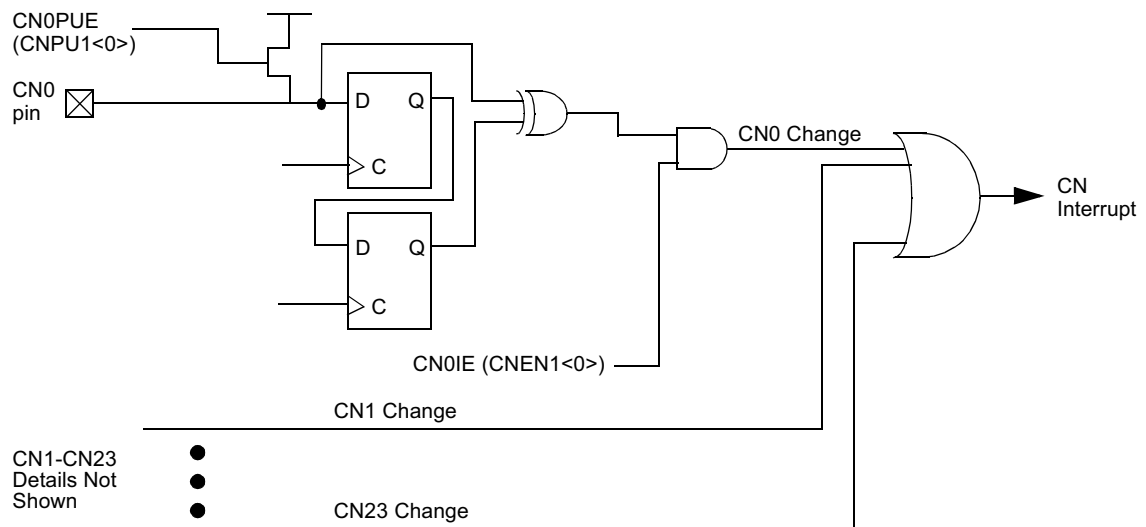 CN0PUE
(CNPU1<0>)
CN0
pin
D
Q
C
D
Q
C
CN0 Change
CN
Interrupt
CN0IE (CNEN1<0>)
CN1 Change
CN1-CN23
Details Not
Shown
CN23 Change